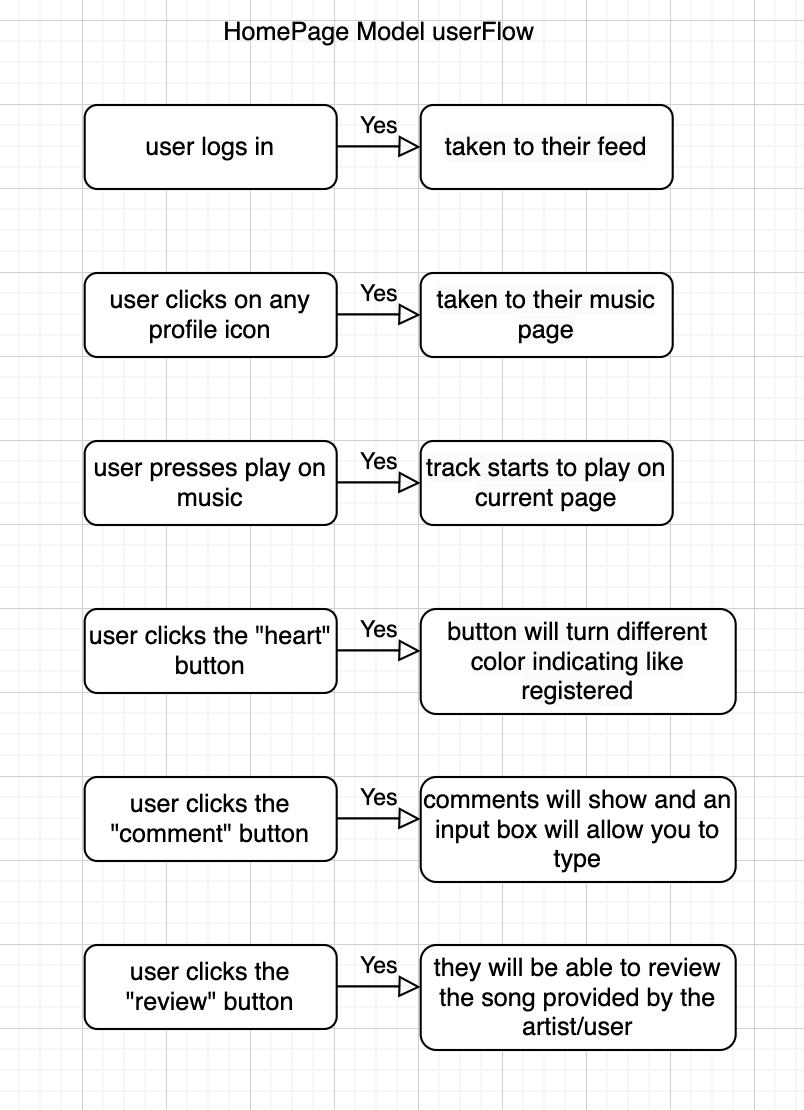 HomePage Model userFlow
user logs in
Yes
taken to their feed
user clicks on any
profile icon
Yes
taken to their music
page
user presses play on
music
Yes
track starts to play on
current page
user clicks the "heart"
button
Yes
button will turn different
color indicating like
registered
user clicks the
"comment" button
Yes
comments will show and an
input box will allow you to
type
user clicks the
"review" button
Yes
they will be able to review
the song provided by the
artist/user